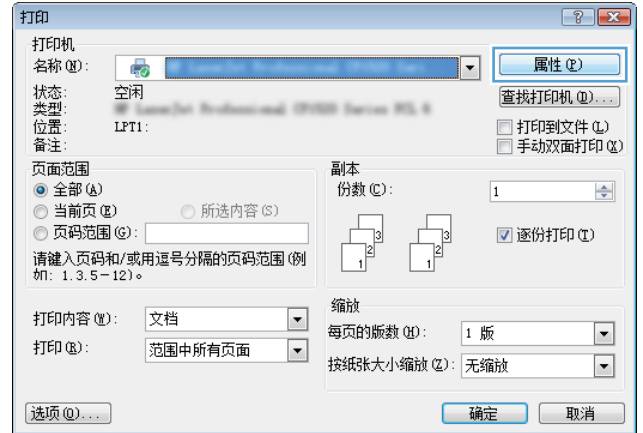 打印
打印机
名称(N):
属性(P)
状态: 空闲
类型:
查找打印机(D)...
位置: LPT1:
备注:
打印到文件(L)
手动双面打印(X)
页面范围
全部(A)
当前页(E) 所选内容(S)
页码范围(G):
请键入页码和/或用逗号分隔的页码范围(例
如: 1.3.5-12)。
副本
份数(C): 1
逐份打印(T)
1 2 3 1 2 3
打印内容(W): 文档
打印(R): 范围中所有页面
缩放
每页的版数(H): 1 版
按纸张大小缩放(Z): 无缩放
选项(O)... 确定 取消